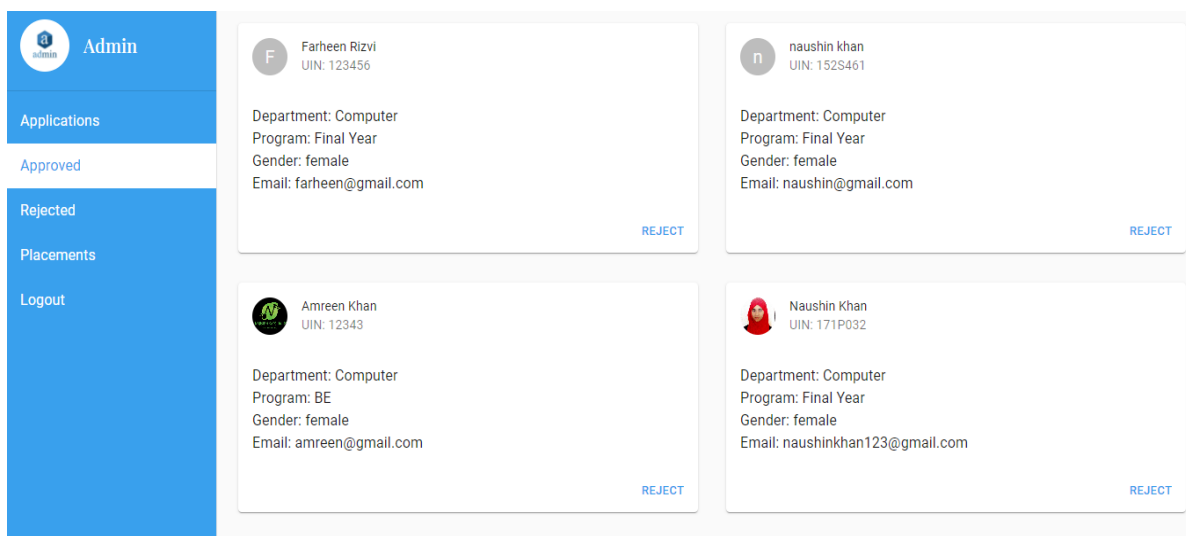 a
admin
Admin
Applications
Approved
Rejected
Placements
Logout
F
Farheen Rizvi
UIN: 123456
Department: Computer
Program: Final Year
Gender: female
Email: farheen@gmail.com
REJECT
n
naushin khan
UIN: 152S461
Department: Computer
Program: Final Year
Gender: female
Email: naushin@gmail.com
REJECT
N
Amreen Khan
UIN: 12343
Department: Computer
Program: BE
Gender: female
Email: amreen@gmail.com
REJECT
Naushin Khan
UIN: 171P032
Department: Computer
Program: Final Year
Gender: female
Email: naushinkhan123@gmail.com
REJECT